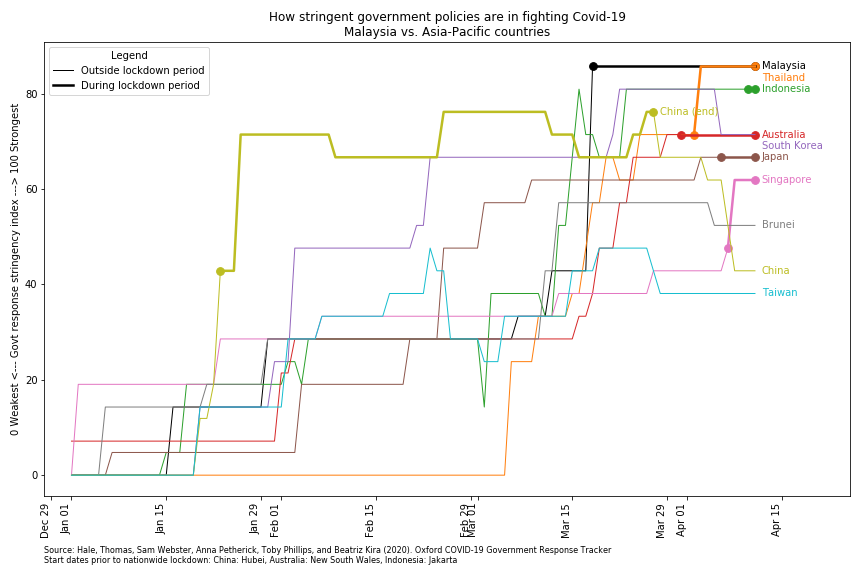 How stringent government policies are in fighting Covid-19
Malaysia vs. Asia-Pacific countries
Legend
Outside lockdown period
During lockdown period
0 Weakest <--- Govt response stringency index ---> 100 Strongest
80
60
40
20
0
Malaysia
Thailand
Indonesia
China (end)
Australia
South Korea
Japan
Singapore
Brunei
China
Taiwan
Dec 29
Jan 01
Jan 15
Jan 29
Feb 01
Feb 15
Feb 29
Mar 01
Mar 15
Mar 29
Apr 01
Apr 15
Source: Hale, Thomas, Sam Webster, Anna Petherick, Toby Phillips, and Beatriz Kira (2020). Oxford COVID-19 Government Response Tracker
Start dates prior to nationwide lockdown: China: Hubei, Australia: New South Wales, Indonesia: Jakarta